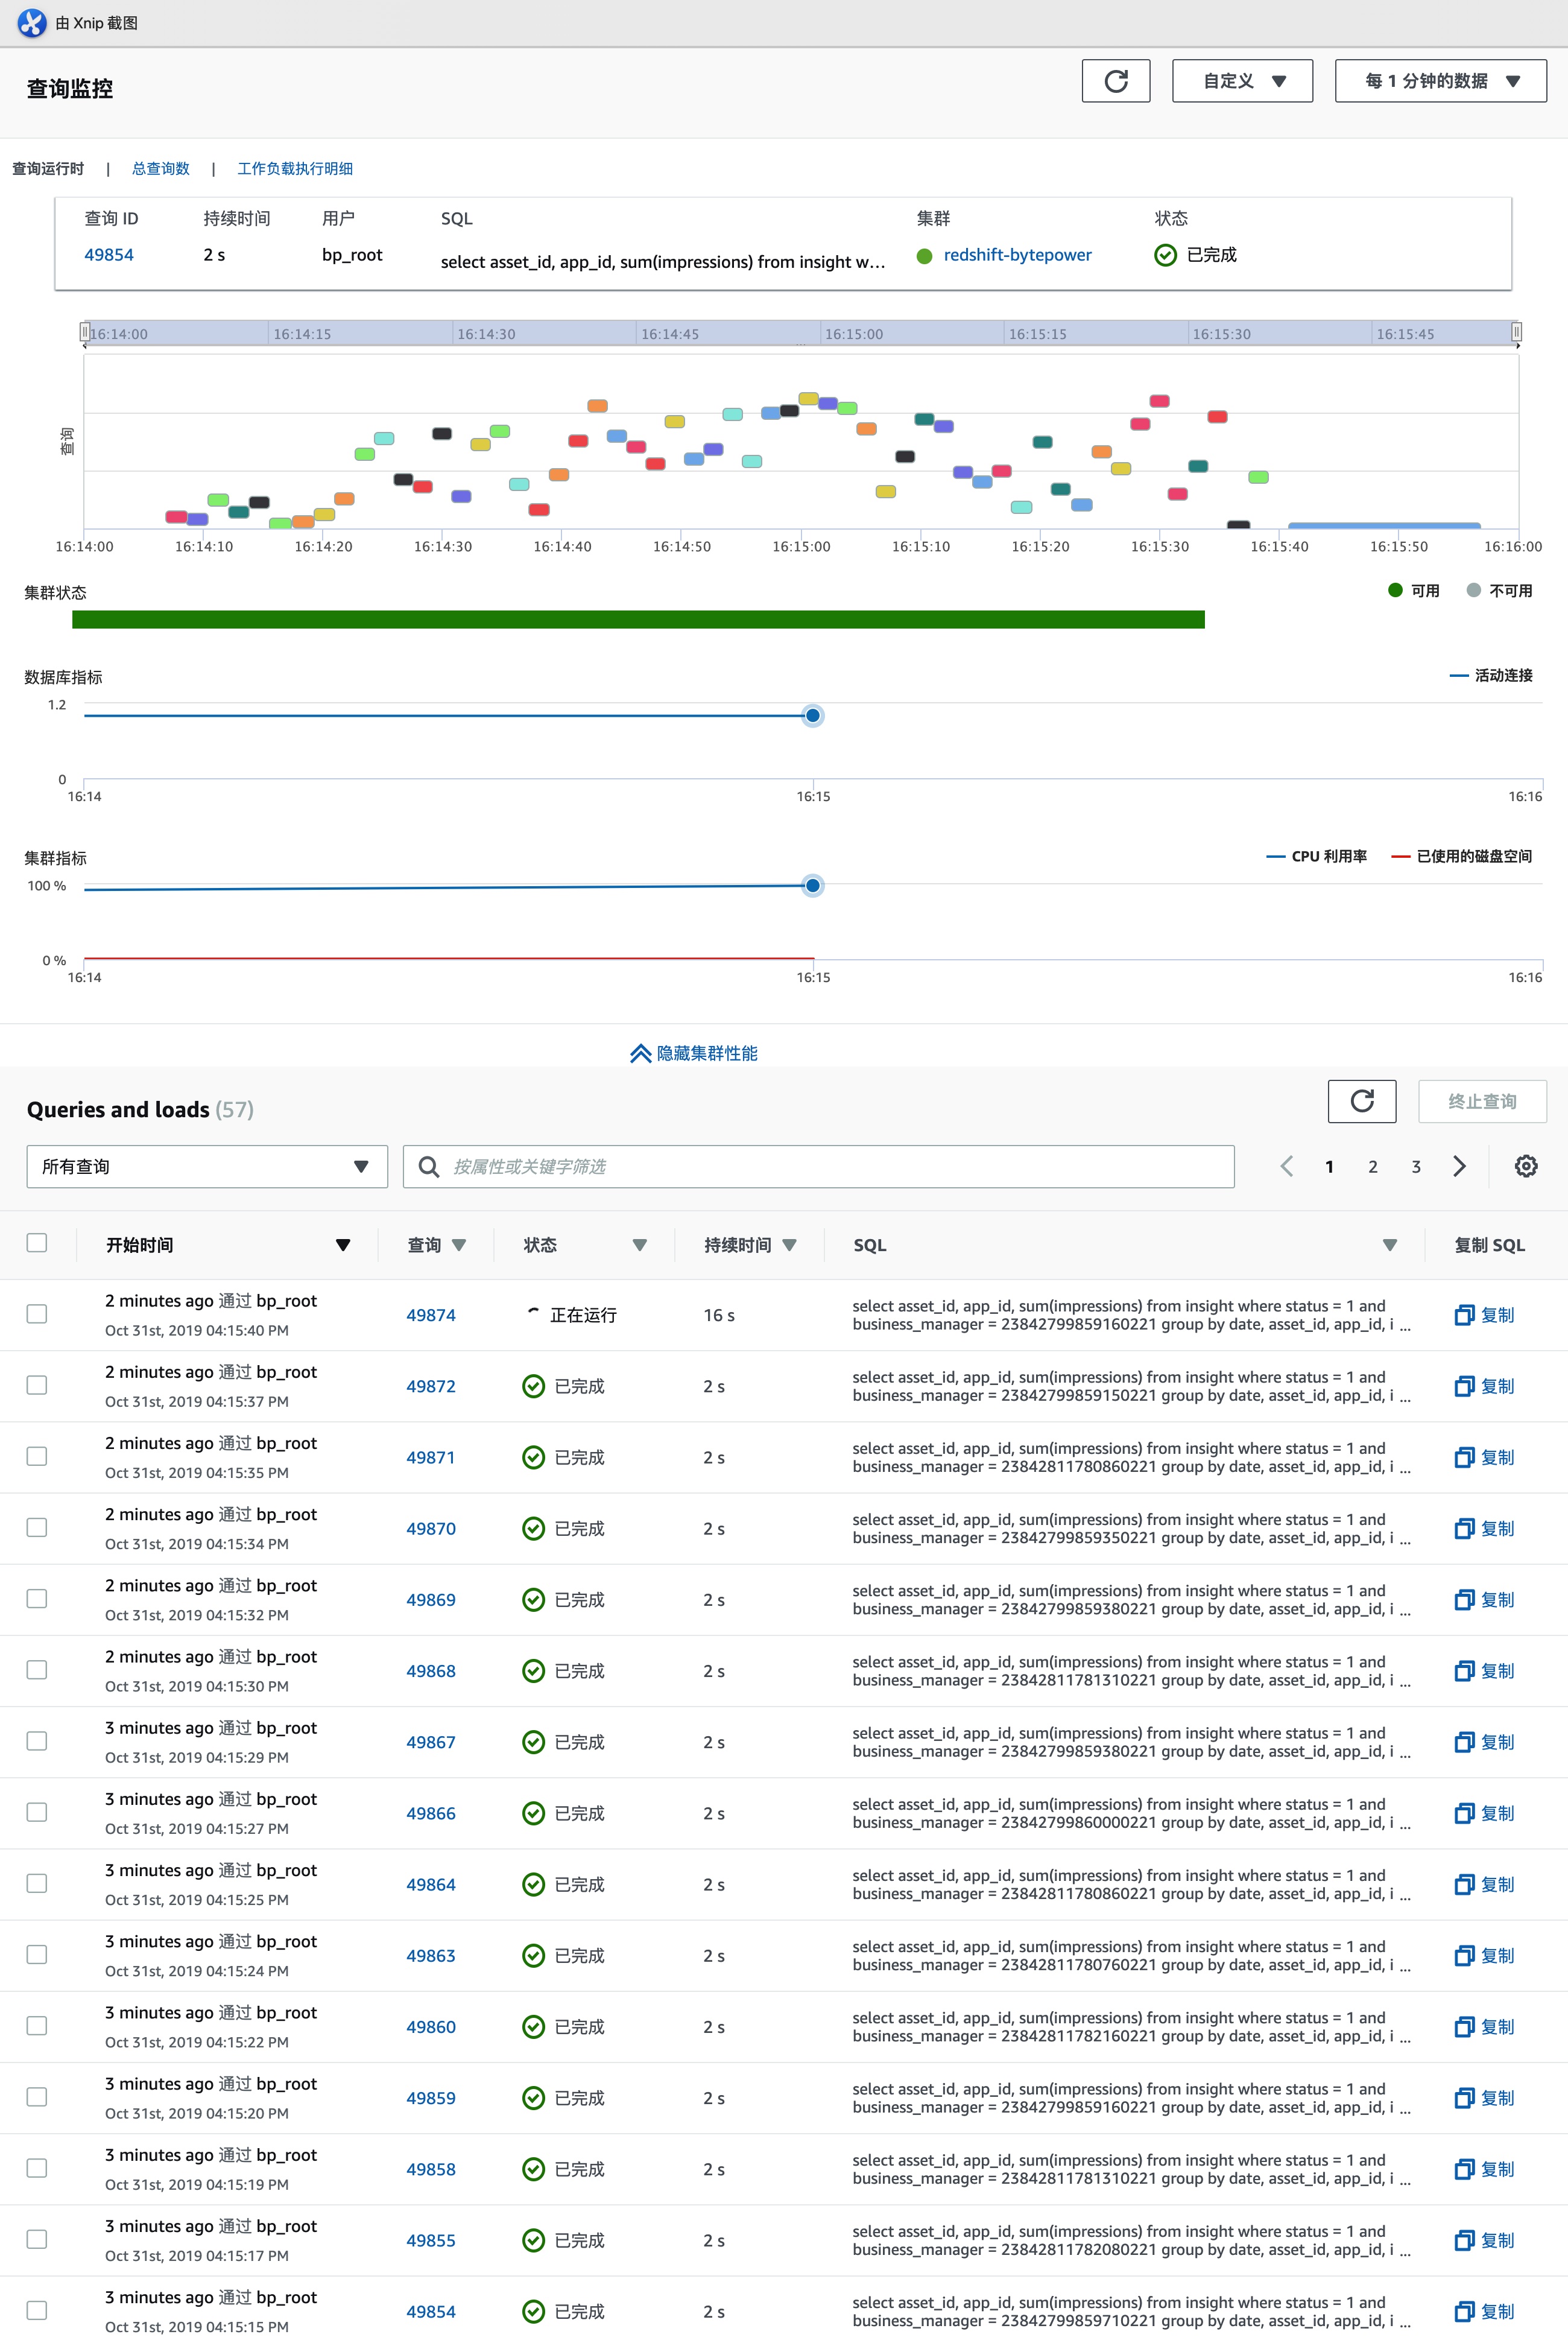 由 Xnip 截图
查询监控
自定义
每 1 分钟的数据
查询运行时 | 总查询数 | 工作负载执行明细
查询 ID 持续时间 用户 SQL 集群 状态
49854 2 s bp_root select asset_id, app_id, sum(impressions) from insight w... redshift-bytepower 已完成
16:14:00 16:14:15 16:14:30 16:14:45 16:15:00 16:15:15 16:15:30 16:15:45
查询
16:14:00 16:14:10 16:14:20 16:14:30 16:14:40 16:14:50 16:15:00 16:15:10 16:15:20 16:15:30 16:15:40 16:15:50 16:16:00
集群状态 可用 不可用
数据库指标 活动连接
1.2
0
16:14 16:15 16:16
集群指标 CPU 利用率 已使用的磁盘空间
100 %
0 %
16:14 16:15 16:16
隐藏集群性能
Queries and loads (57) 终止查询
所有查询 按属性或关键字筛选 1 2 3
开始时间 查询 状态 持续时间 SQL 复制 SQL
2 minutes ago 通过 bp_root
Oct 31st, 2019 04:15:40 PM
49874 正在运行 16 s
select asset_id, app_id, sum(impressions) from insight where status = 1 and
business_manager = 23842799859160221 group by date, asset_id, app_id, i ...
复制
2 minutes ago 通过 bp_root
Oct 31st, 2019 04:15:37 PM
49872 已完成 2 s
select asset_id, app_id, sum(impressions) from insight where status = 1 and
business_manager = 23842799859150221 group by date, asset_id, app_id, i ...
复制
2 minutes ago 通过 bp_root
Oct 31st, 2019 04:15:35 PM
49871 已完成 2 s
select asset_id, app_id, sum(impressions) from insight where status = 1 and
business_manager = 23842811780860221 group by date, asset_id, app_id, i ...
复制
2 minutes ago 通过 bp_root
Oct 31st, 2019 04:15:34 PM
49870 已完成 2 s
select asset_id, app_id, sum(impressions) from insight where status = 1 and
business_manager = 23842799859350221 group by date, asset_id, app_id, i ...
复制
2 minutes ago 通过 bp_root
Oct 31st, 2019 04:15:32 PM
49869 已完成 2 s
select asset_id, app_id, sum(impressions) from insight where status = 1 and
business_manager = 23842799859380221 group by date, asset_id, app_id, i ...
复制
2 minutes ago 通过 bp_root
Oct 31st, 2019 04:15:30 PM
49868 已完成 2 s
select asset_id, app_id, sum(impressions) from insight where status = 1 and
business_manager = 23842811781310221 group by date, asset_id, app_id, i ...
复制
3 minutes ago 通过 bp_root
Oct 31st, 2019 04:15:29 PM
49867 已完成 2 s
select asset_id, app_id, sum(impressions) from insight where status = 1 and
business_manager = 23842799859380221 group by date, asset_id, app_id, i ...
复制
3 minutes ago 通过 bp_root
Oct 31st, 2019 04:15:27 PM
49866 已完成 2 s
select asset_id, app_id, sum(impressions) from insight where status = 1 and
business_manager = 23842799860000221 group by date, asset_id, app_id, i ...
复制
3 minutes ago 通过 bp_root
Oct 31st, 2019 04:15:25 PM
49864 已完成 2 s
select asset_id, app_id, sum(impressions) from insight where status = 1 and
business_manager = 23842811780860221 group by date, asset_id, app_id, i ...
复制
3 minutes ago 通过 bp_root
Oct 31st, 2019 04:15:24 PM
49863 已完成 2 s
select asset_id, app_id, sum(impressions) from insight where status = 1 and
business_manager = 23842811780760221 group by date, asset_id, app_id, i ...
复制
3 minutes ago 通过 bp_root
Oct 31st, 2019 04:15:22 PM
49860 已完成 2 s
select asset_id, app_id, sum(impressions) from insight where status = 1 and
business_manager = 23842811782160221 group by date, asset_id, app_id, i ...
复制
3 minutes ago 通过 bp_root
Oct 31st, 2019 04:15:20 PM
49859 已完成 2 s
select asset_id, app_id, sum(impressions) from insight where status = 1 and
business_manager = 23842799859160221 group by date, asset_id, app_id, i ...
复制
3 minutes ago 通过 bp_root
Oct 31st, 2019 04:15:19 PM
49858 已完成 2 s
select asset_id, app_id, sum(impressions) from insight where status = 1 and
business_manager = 23842811781310221 group by date, asset_id, app_id, i ...
复制
3 minutes ago 通过 bp_root
Oct 31st, 2019 04:15:17 PM
49855 已完成 2 s
select asset_id, app_id, sum(impressions) from insight where status = 1 and
business_manager = 23842811782080221 group by date, asset_id, app_id, i ...
复制
3 minutes ago 通过 bp_root
Oct 31st, 2019 04:15:15 PM
49854 已完成 2 s
select asset_id, app_id, sum(impressions) from insight where status = 1 and
business_manager = 23842799859710221 group by date, asset_id, app_id, i ...
复制